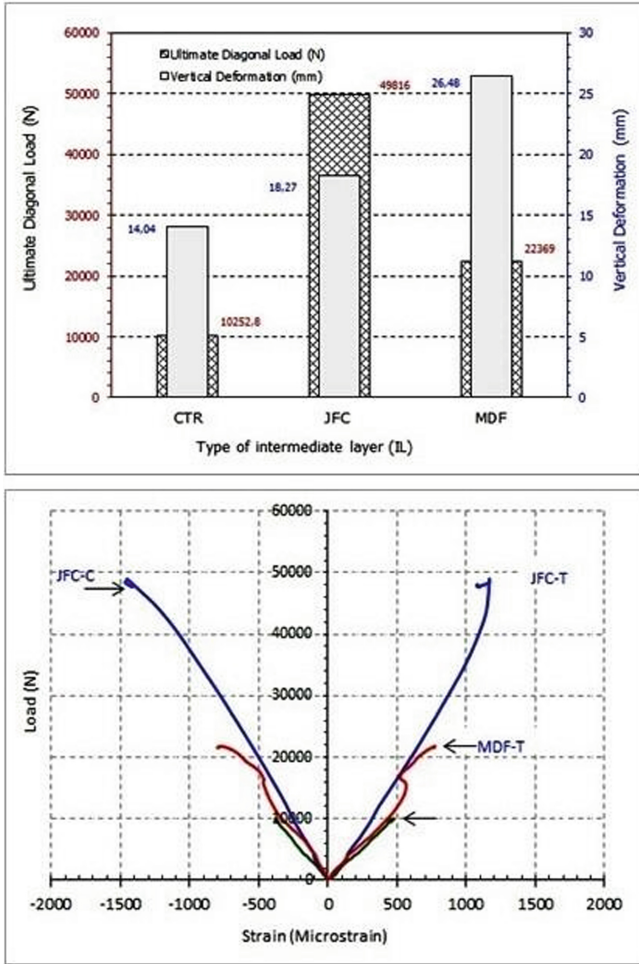 60000
30
Ultimate Diagonal Load (N)
Vertical Deformation (mm)
49816
26,48
50000
25
40000
20
18,27
14,04
30000
15
22369
20000
10
10252,8
10000
5
0
0
CTR
JFC
MDF
Type of intermediate layer (IL)
Ultimate Diagonal Load (N)
Vertical Deformation (mm)
60000
50000
JFC-C
JFC-T
40000
30000
MDF-T
20000
10000
0
-2000
-1500
-1000
-500
0
500
1000
1500
2000
Strain (Microstrain)
Load (N)